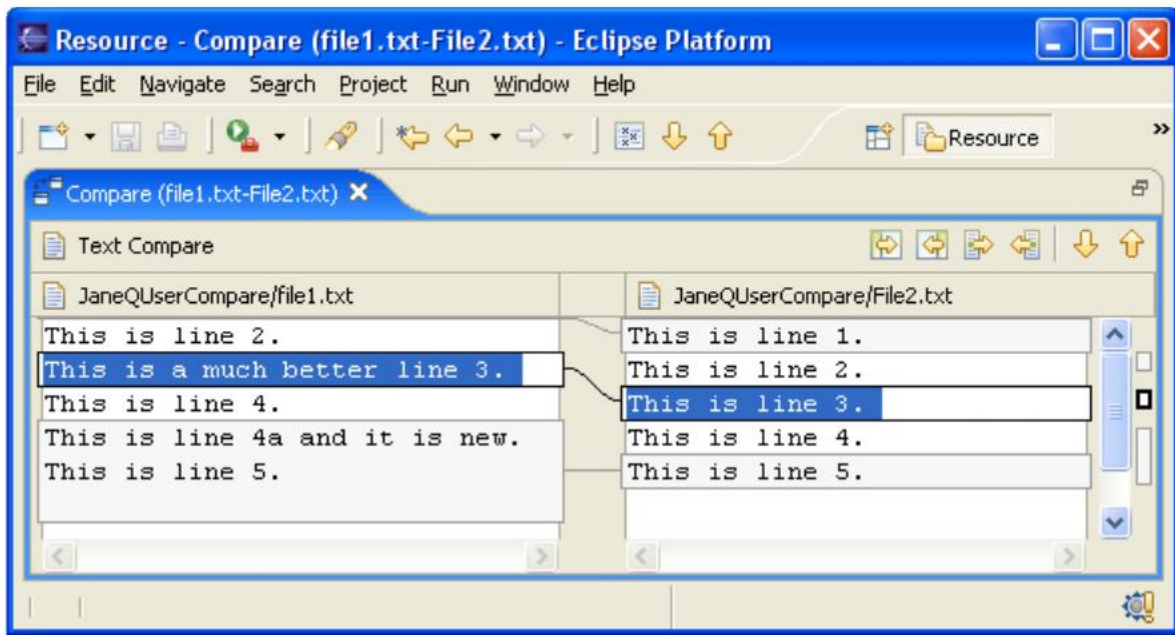 Resource - Compare (file1.txt-File2.txt) - Eclipse Platform
File Edit Navigate Search Project Run Window Help
Resource
Compare (file1.txt-File2.txt)
Text Compare
JaneQUserCompare/file1.txt
This is line 2.
This is a much better line 3.
This is line 4.
This is line 4a and it is new.
This is line 5.
JaneQUserCompare/File2.txt
This is line 1.
This is line 2.
This is line 3.
This is line 4.
This is line 5.